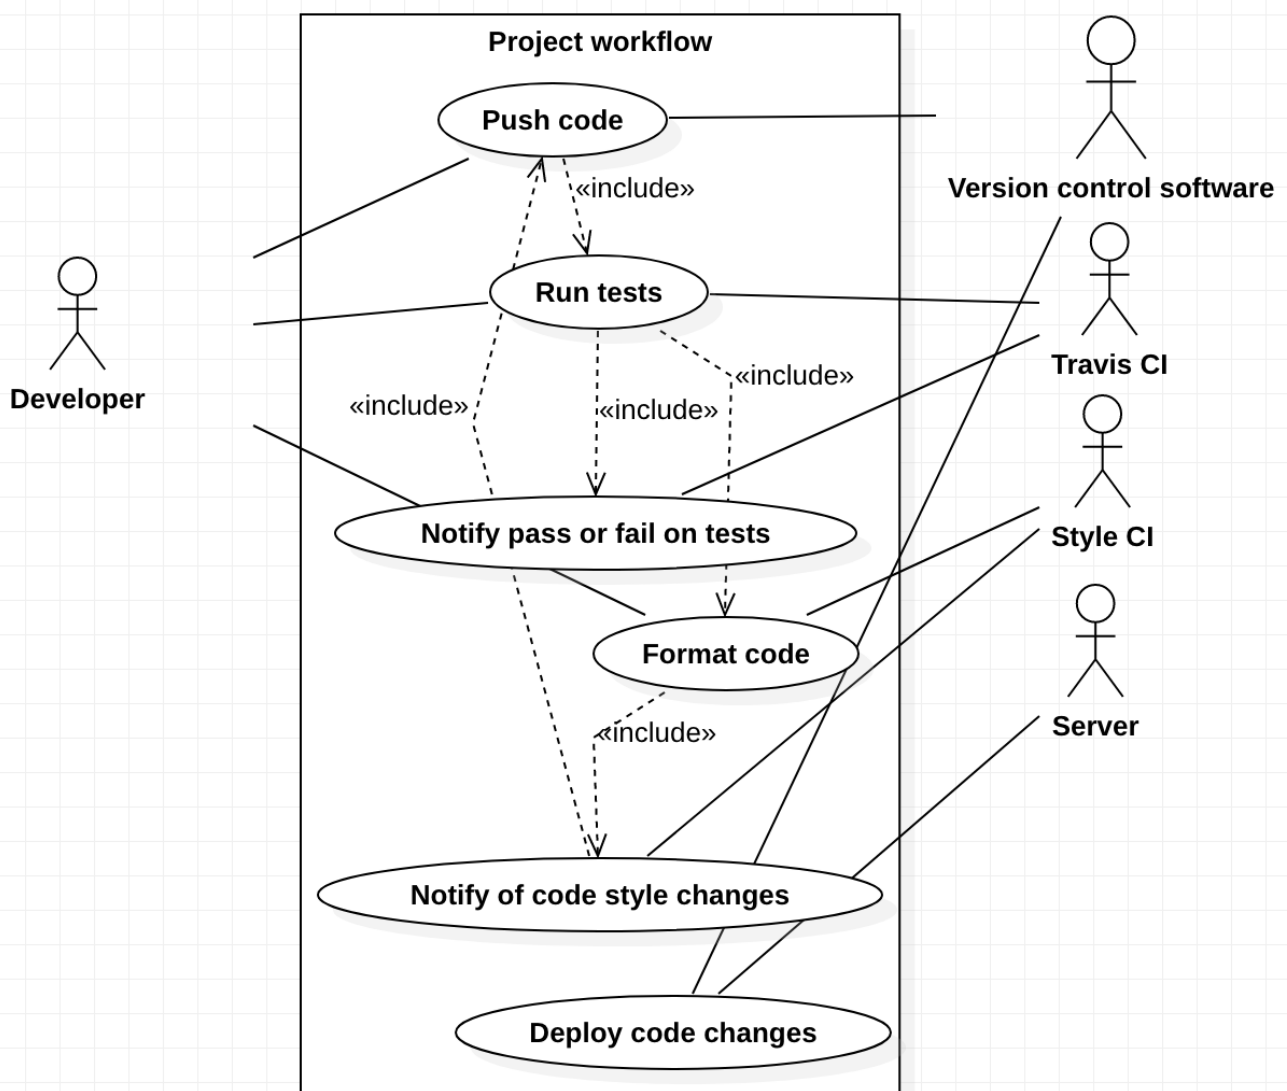 Project workflow
Push code
«include»
Version control software
Run tests
Travis CI
Developer
«include»
«include»
«include»
Notify pass or fail on tests
Style CI
Format code
«include»
Server
Notify of code style changes
Deploy code changes